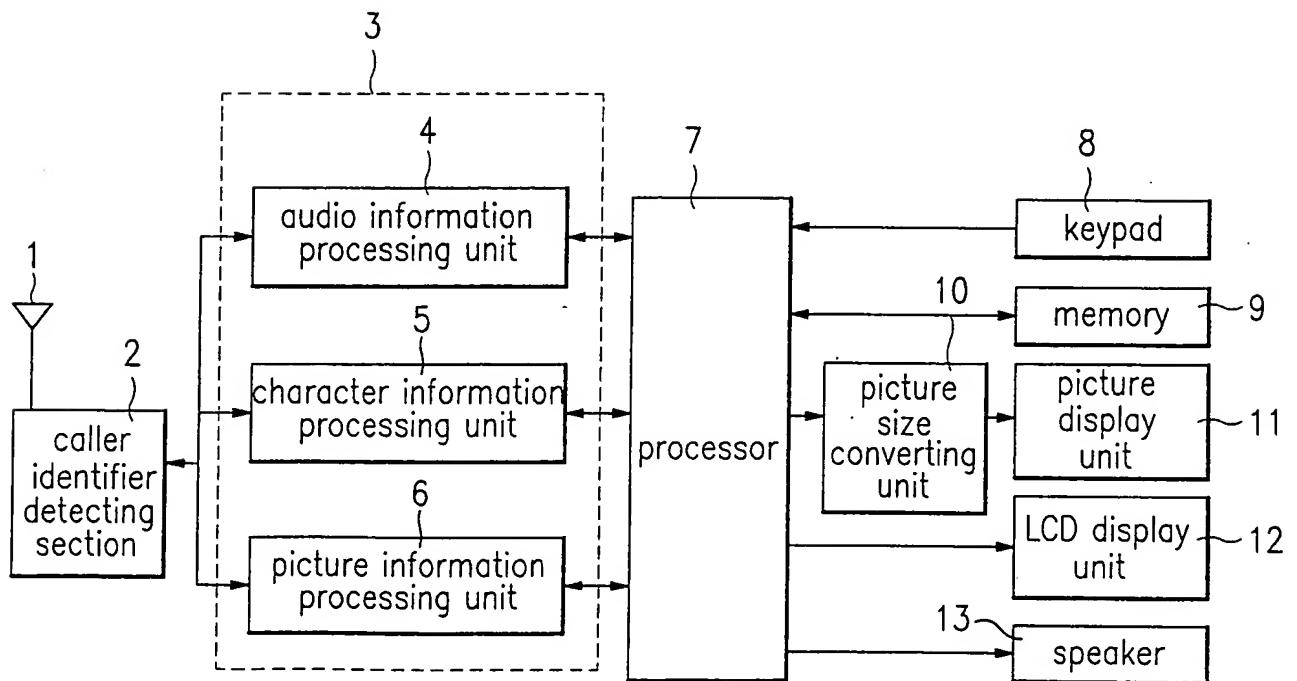 3
4
audio information
processing unit
1
2
caller
identifier
detecting
section
5
character information
processing unit
6
picture information
processing unit
7
processor
8
keypad
10
memory
9
picture
size
converting
unit
picture
display
unit
11
LCD display
unit
12
13
speaker